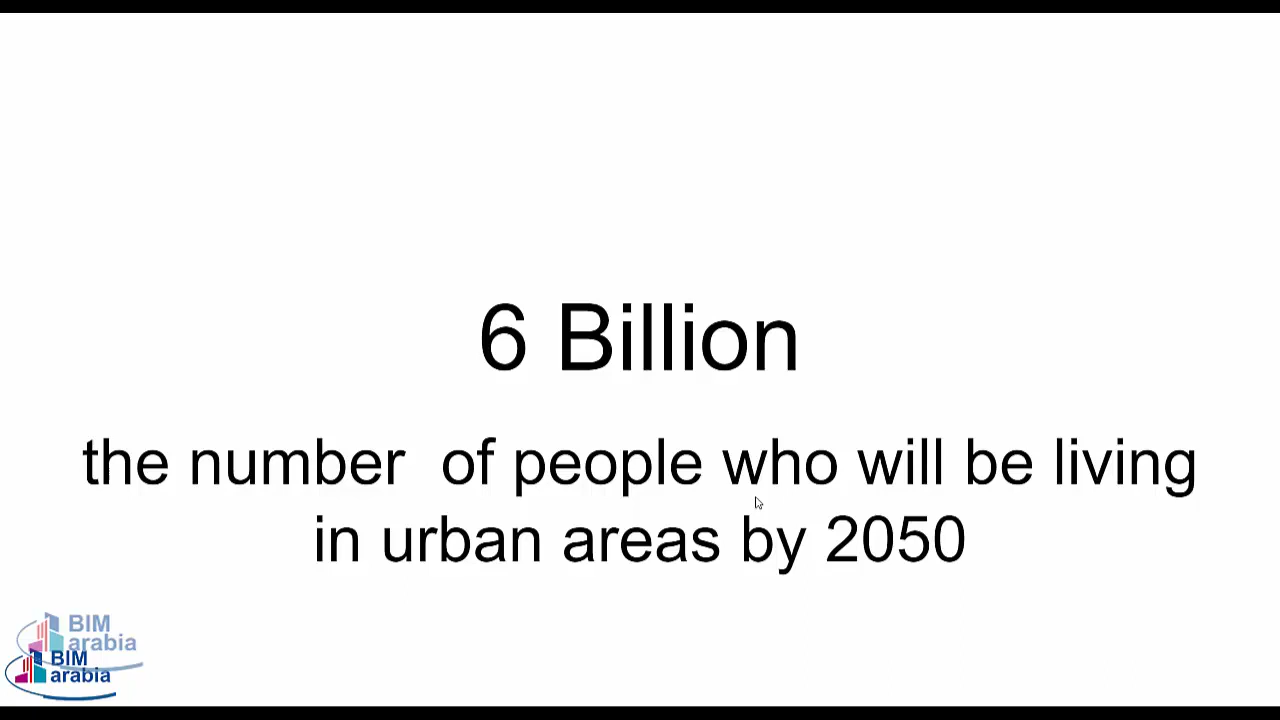 6 Billion
the number  of people who will be living
in urban areas by 2050
BIM
arabia
BIM
arabia